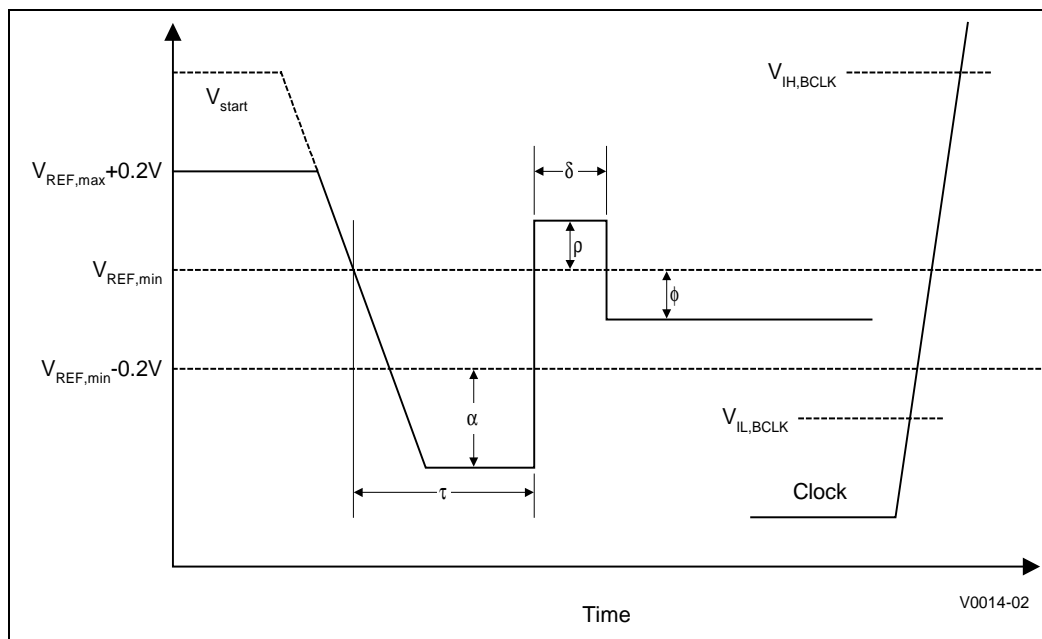 V_IH,BCLK
V_start
V_REF,max+0.2V
δ
ρ
V_REF,min
ϕ
V_REF,min-0.2V
α
V_IL,BCLK
τ
Clock
Time
V0014-02